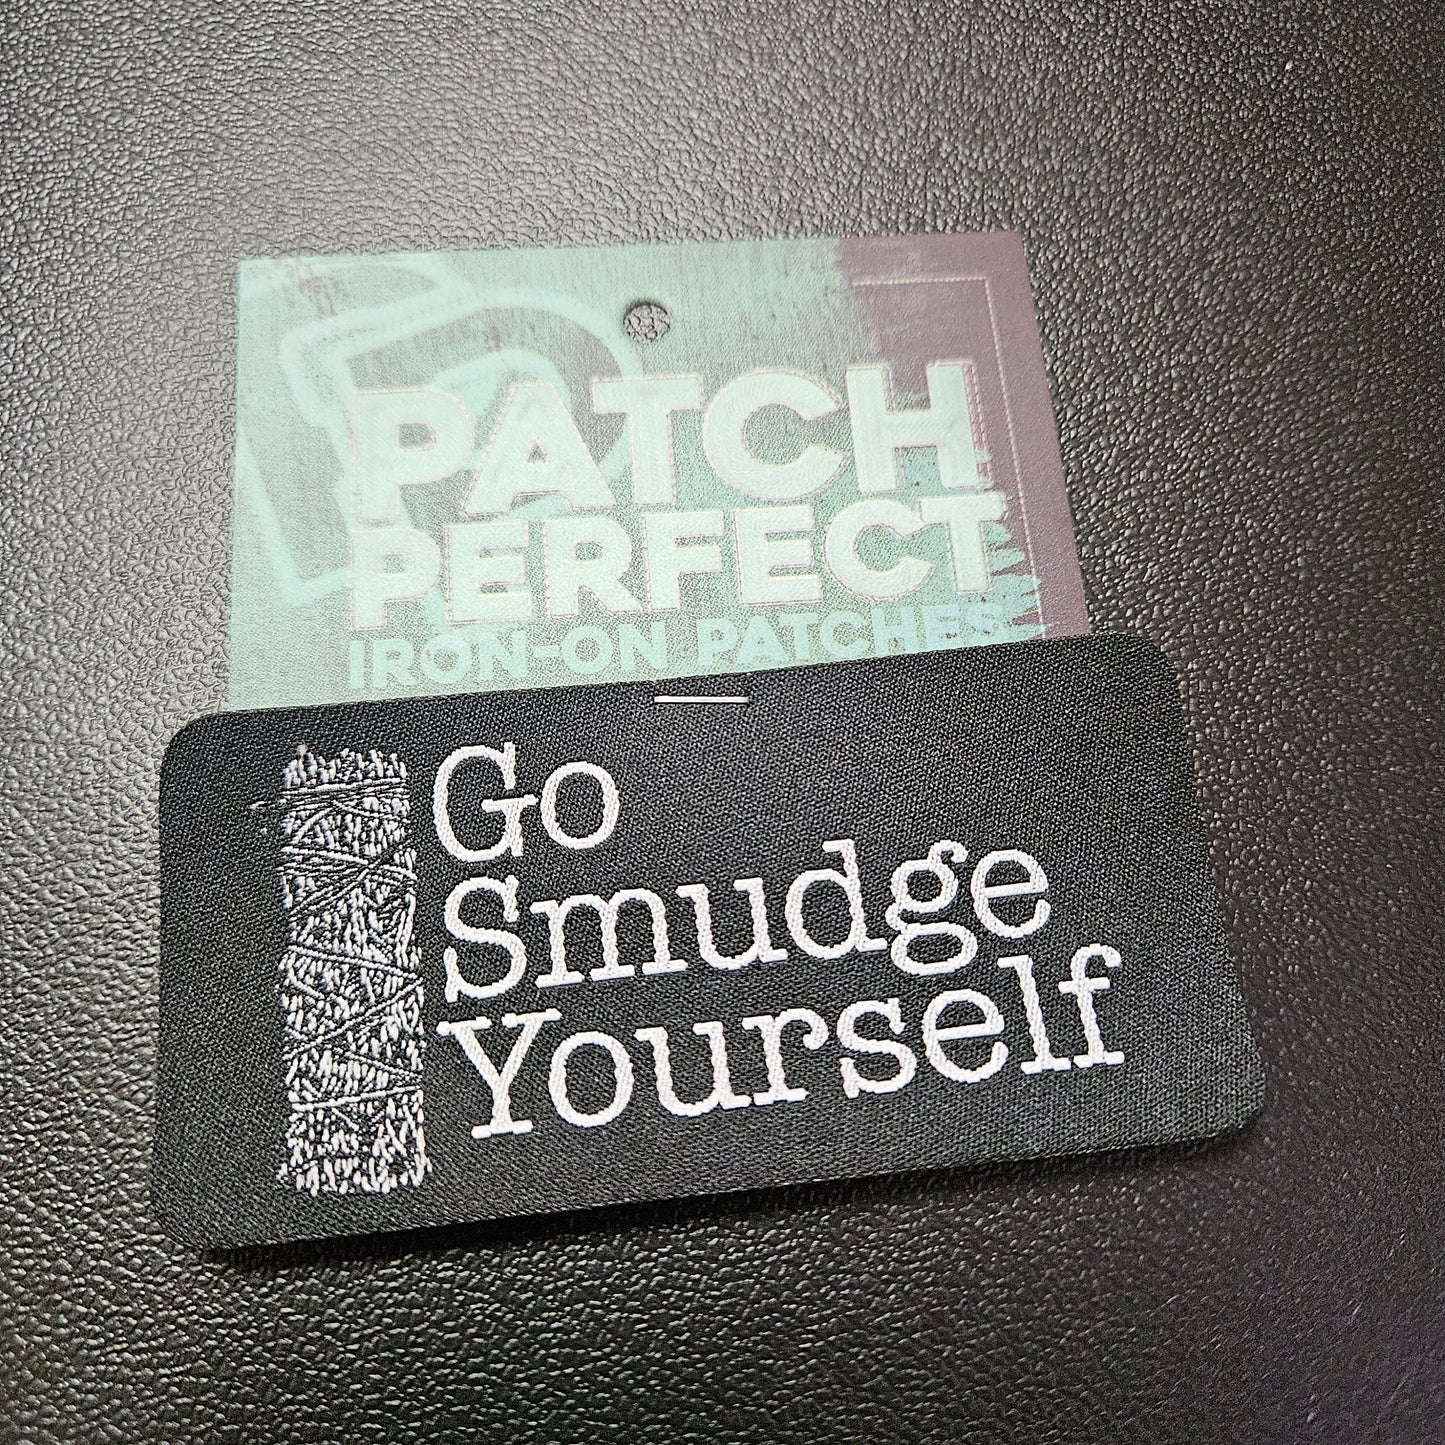 PATCH
PERFECT
IRON-ON PATCHES
Go
Smudge
Yourself